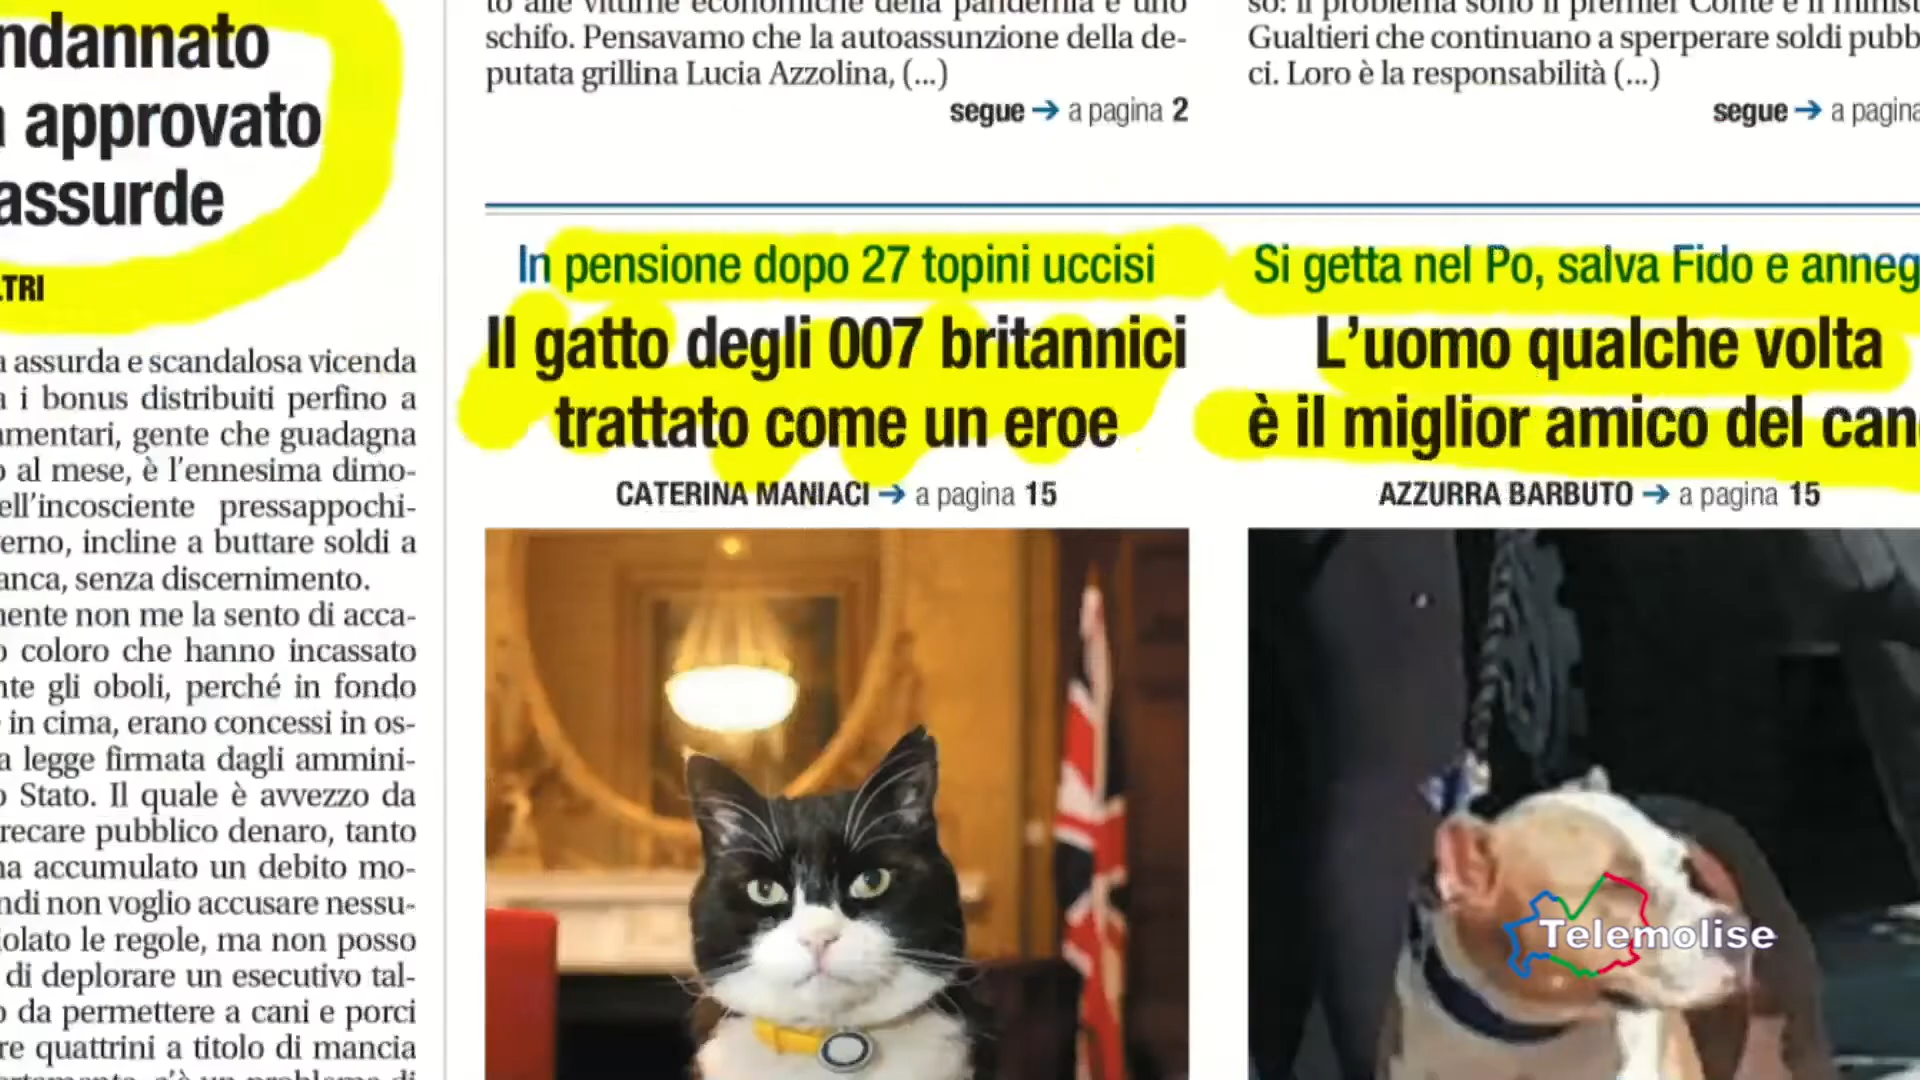 ndannato
approvato
assurde
TRI
assurda e scandalosa vicenda
i bonus distribuiti perfino a
mentari, gente che guadagna
al mese, è l'ennesima dimo-
ell'incosciente pressappochi-
erno, incline a buttare soldi a
anca, senza discernimento.
mente non me la sento di acca-
coloro che hanno incassato
nte gli oboli, perché in fondo
in cima, erano concessi in os-
a legge firmata dagli ammini-
Stato. Il quale è avvezzo da
recare pubblico denaro, tanto
ha accumulato un debito mo-
ndi non voglio accusare nessu-
iolato le regole, ma non posso
di deplorare un esecutivo tal-
da permettere a cani e porci
re quattrini a titolo di mancia
to alle vittime economiche della pandemia è uno
schifo. Pensavamo che la autoassunzione della de-
putata grillina Lucia Azzolina, (...)
segue → a pagina 2
so: il problema sono il premier Conte e il minist
Gualtieri che continuano a sperperare soldi pubb
ci. Loro è la responsabilità (...)
segue → a pagina
In pensione dopo 27 topini uccisi
Il gatto degli 007 britannici
trattato come un eroe
CATERINA MANIACI → a pagina 15
Si getta nel Po, salva Fido e anneg
L'uomo qualche volta
è il miglior amico del can
AZZURRA BARBUTO → a pagina 15
Telemolise